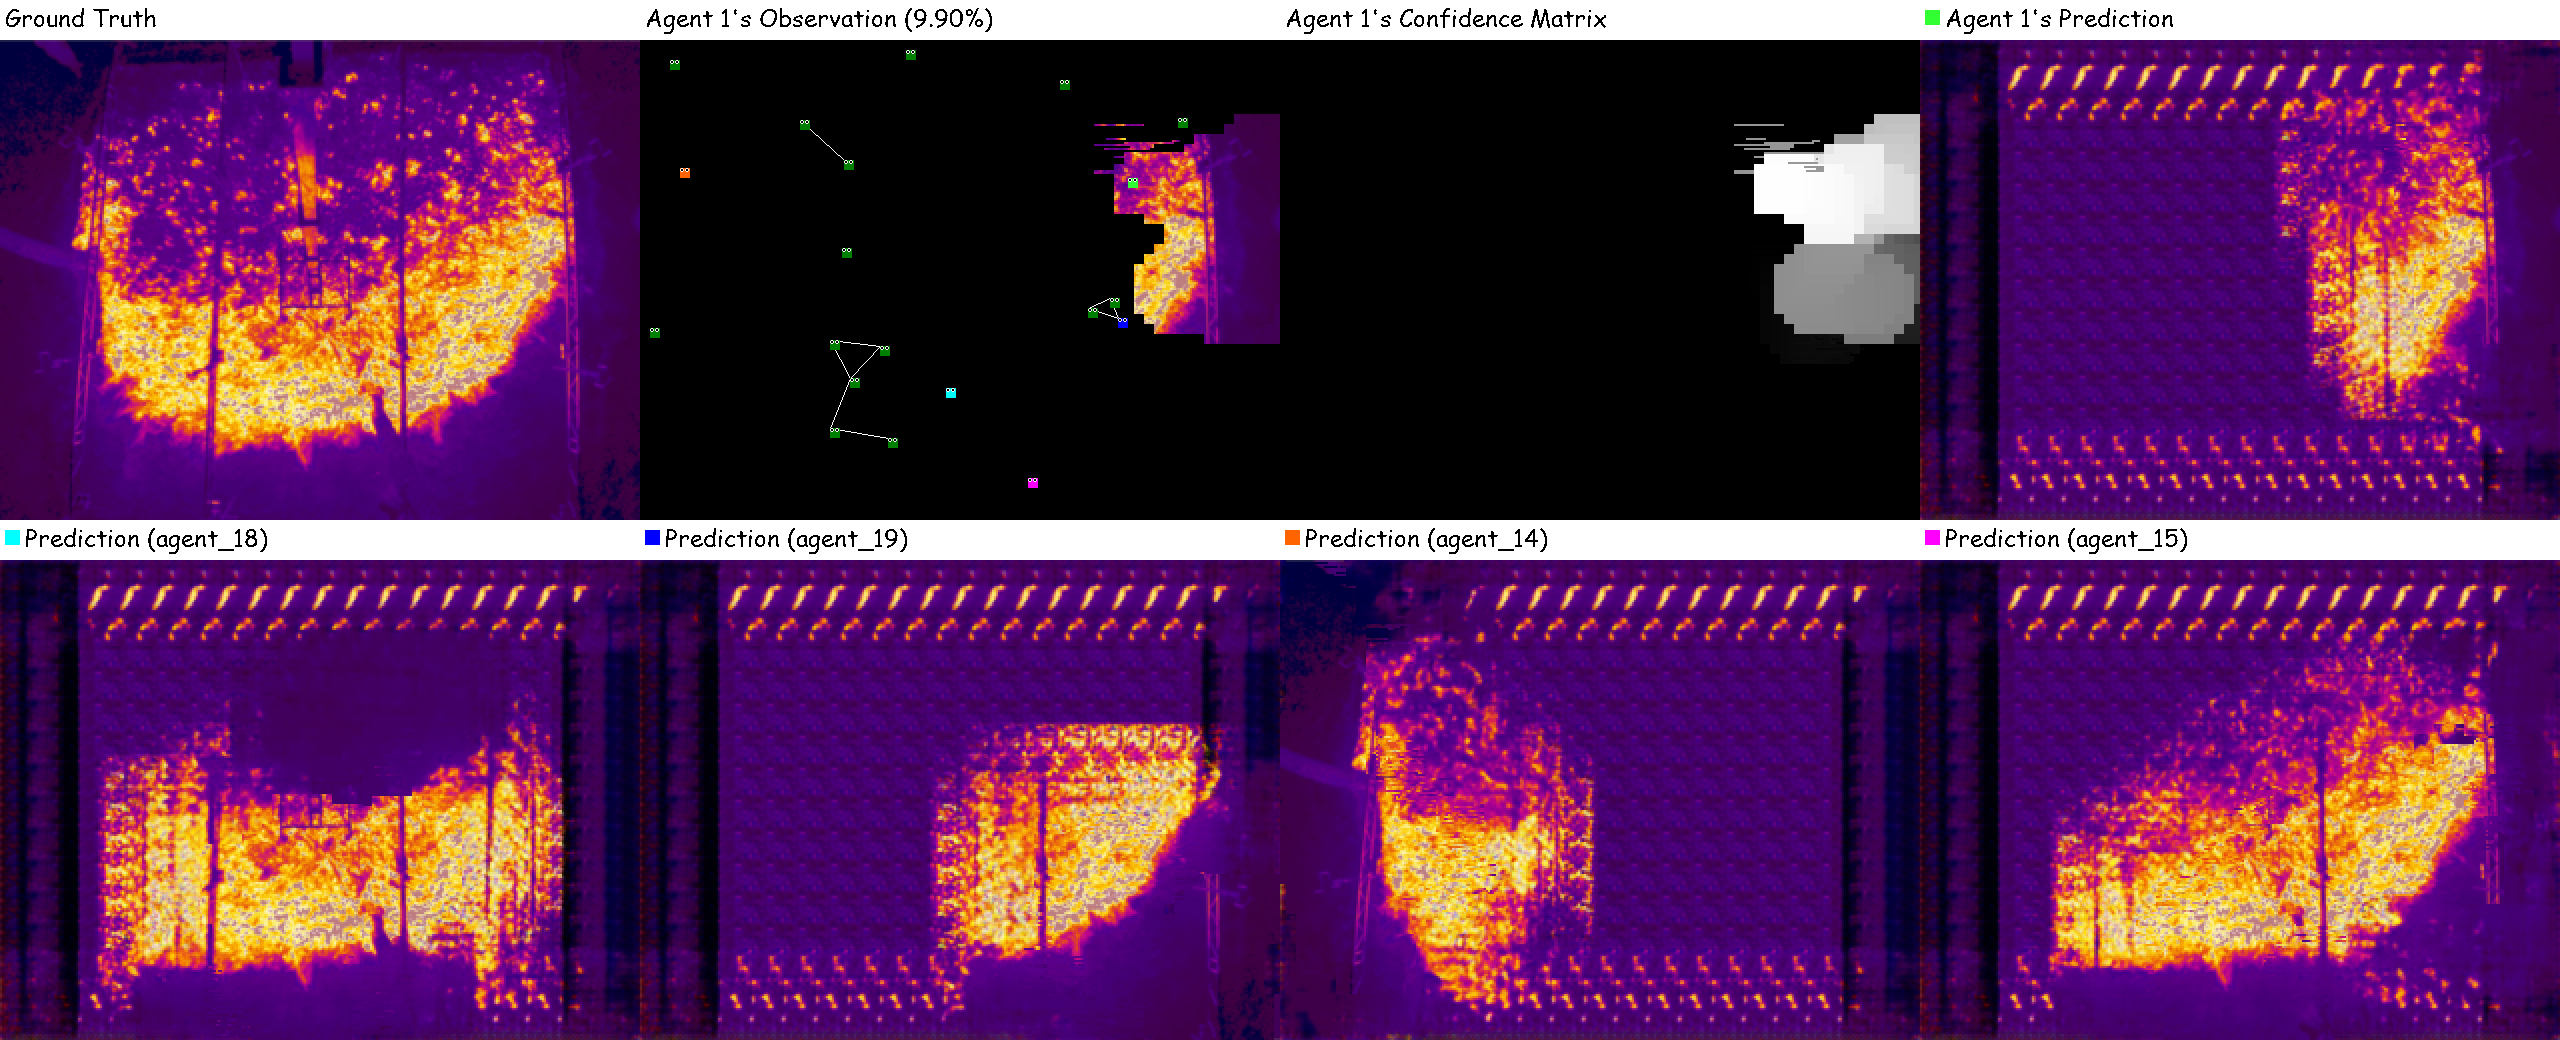 Ground Truth
Agent 1's Observation (9.90%)
Agent 1's Confidence Matrix
Agent 1's Prediction
Prediction (agent_18)
Prediction (agent_19)
Prediction (agent_14)
Prediction (agent_15)